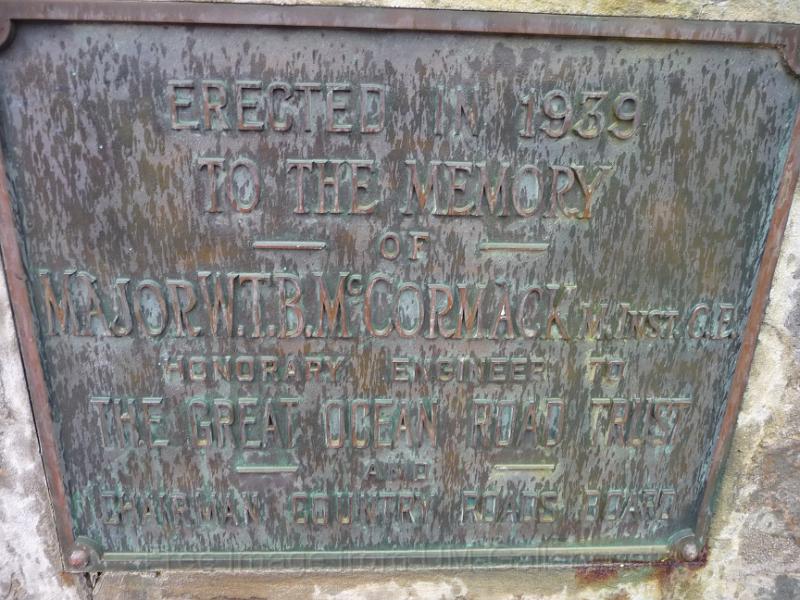 ERECTED IN 1939
TO THE MEMORY
OF
MAJOR W.T.B. McCORMACK M. INST. C.E.
HONORARY ENGINEER TO
THE GREAT OCEAN ROAD TRUST
AND
CHAIRMAN COUNTRY ROADS BOARD